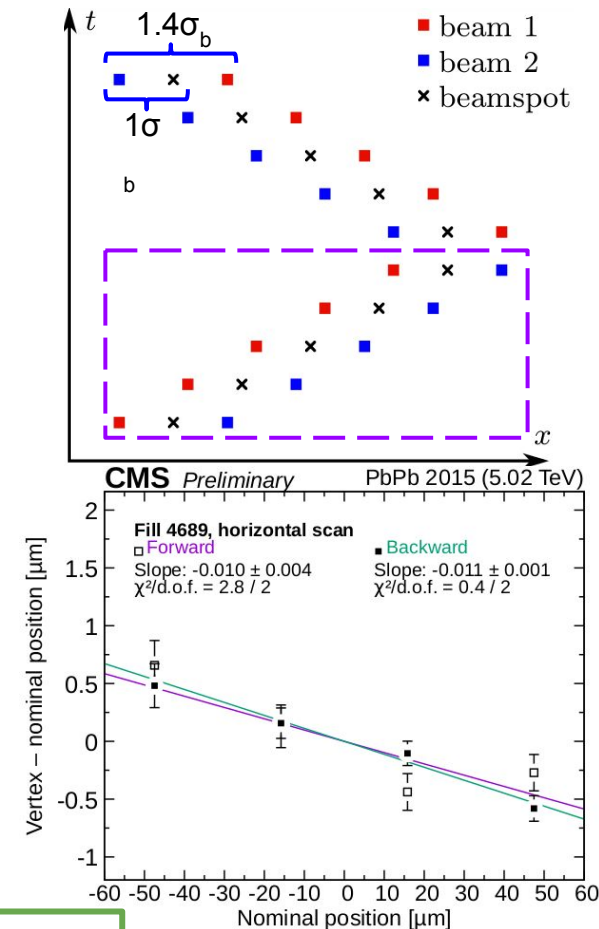 t
1.4σb
beam 1
beam 2
beamspot
1σ
b
x
CMS Preliminary PbPb 2015 (5.02 TeV)
Vertex – nominal position [μm]
2
1.5
1
0.5
0
-0.5
-1
Fill 4689, horizontal scan
Forward Backward
Slope: -0.010 ± 0.004 Slope: -0.011 ± 0.001
χ²/d.o.f. = 2.8 / 2 χ²/d.o.f. = 0.4 / 2
-60 -50 -40 -30 -20 -10 0 10 20 30 40 50 60
Nominal position [μm]